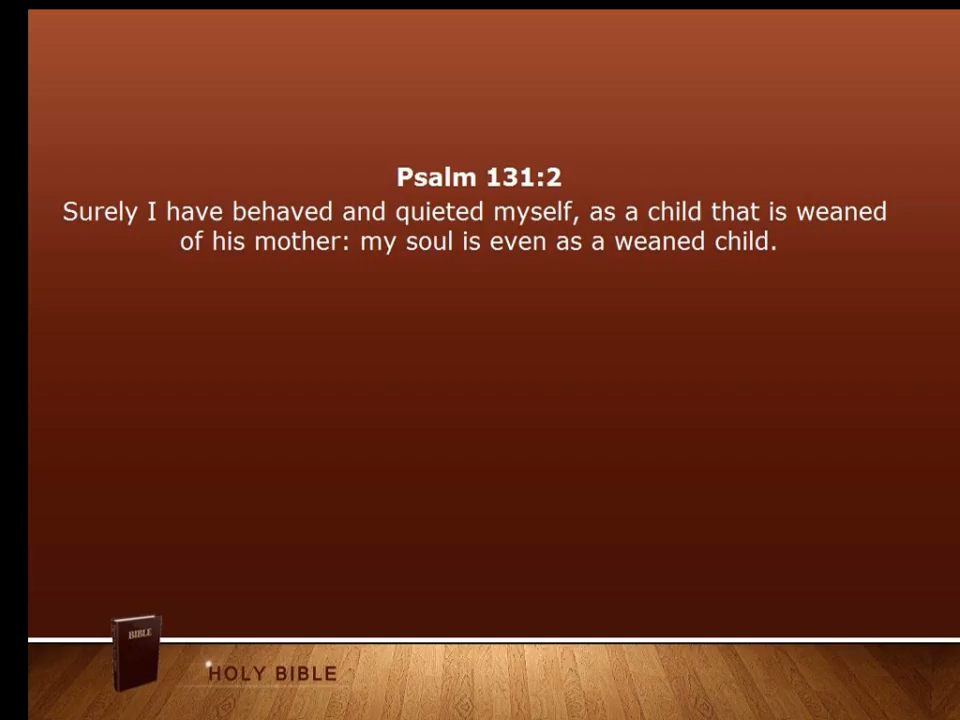 Psalm 131:2
Surely I have behaved and quieted myself, as a child that is weaned
of his mother: my soul is even as a weaned child.
BIBLE
HOLY BIBLE